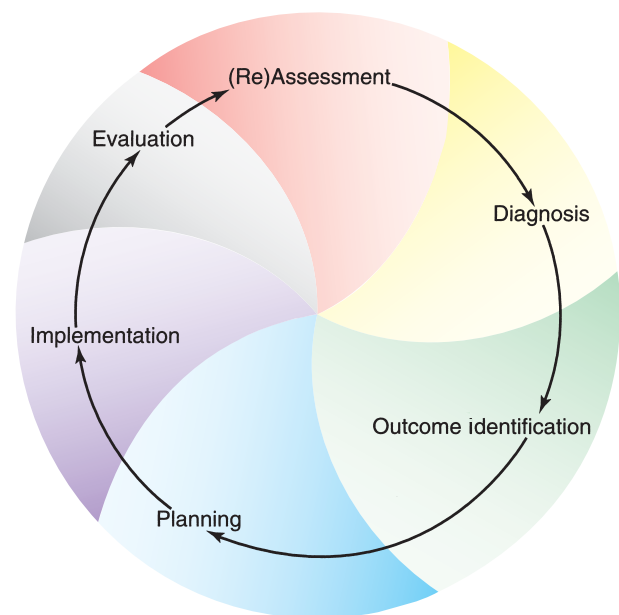 (Re)Assessment
Diagnosis
Outcome identification
Planning
Implementation
Evaluation